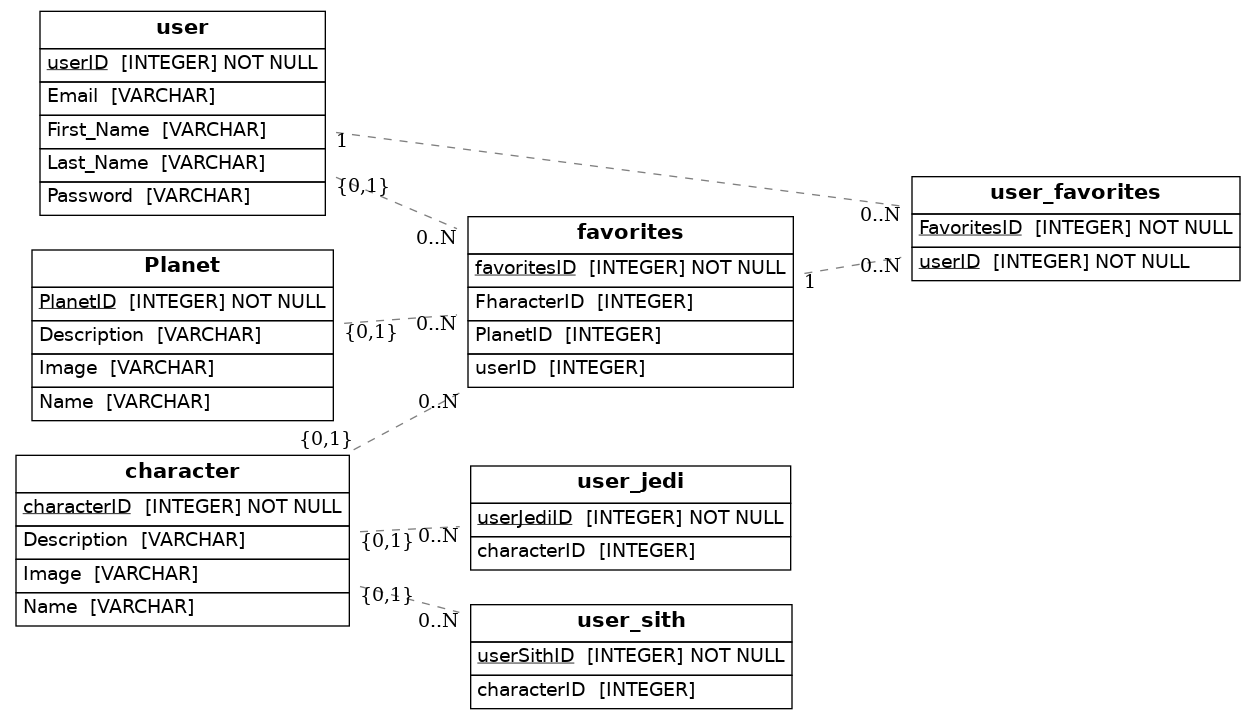 user
userID [INTEGER] NOT NULL
Email [VARCHAR]
First_Name [VARCHAR]
Last_Name [VARCHAR]
Password [VARCHAR]
1
{0,1}
0..N
0..N
user_favorites
FavoritesID [INTEGER] NOT NULL
userID [INTEGER] NOT NULL
0..N
1
favorites
favoritesID [INTEGER] NOT NULL
FharacterID [INTEGER]
PlanetID [INTEGER]
userID [INTEGER]
Planet
PlanetID [INTEGER] NOT NULL
Description [VARCHAR]
Image [VARCHAR]
Name [VARCHAR]
{0,1}
0..N
0..N
{0,1}
character
characterID [INTEGER] NOT NULL
Description [VARCHAR]
Image [VARCHAR]
Name [VARCHAR]
{0,1}
0..N
{0,1}
0..N
user_jedi
userJediID [INTEGER] NOT NULL
characterID [INTEGER]
user_sith
userSithID [INTEGER] NOT NULL
characterID [INTEGER]